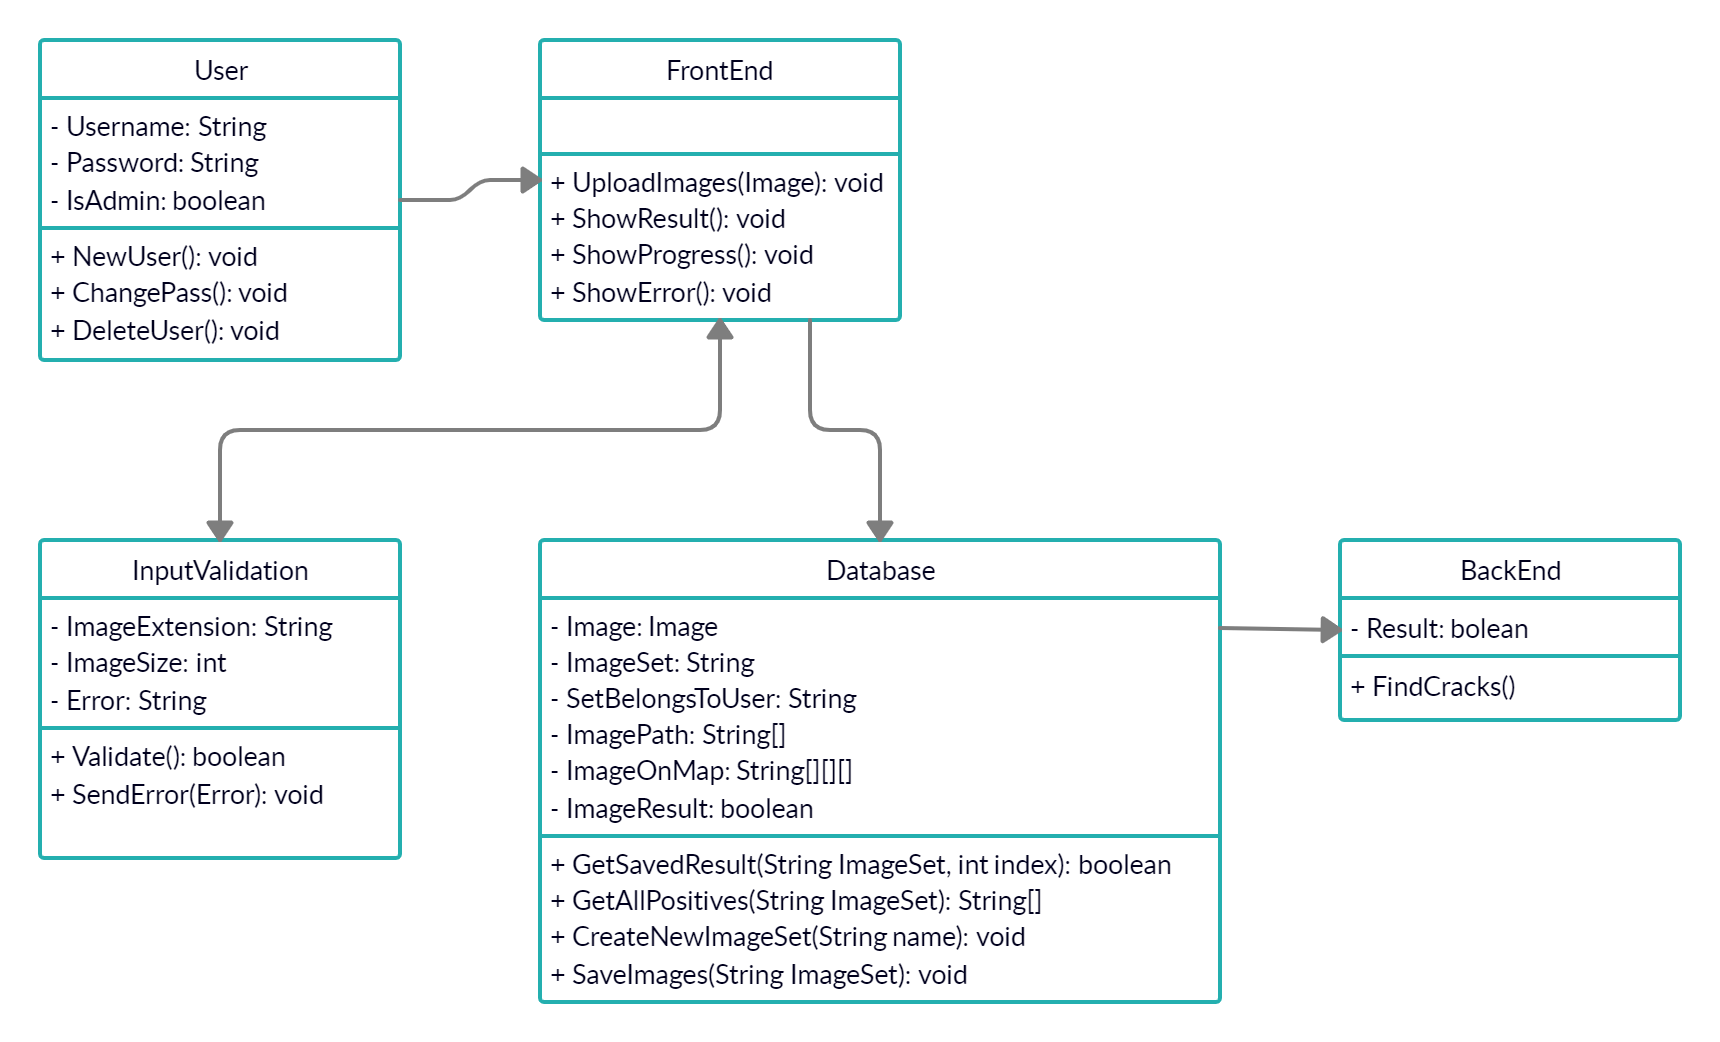 User
- Username: String
- Password: String
- IsAdmin: boolean
+ NewUser(): void
+ ChangePass(): void
+ DeleteUser(): void
FrontEnd
+ UploadImages(Image): void
+ ShowResult(): void
+ ShowProgress(): void
+ ShowError(): void
InputValidation
- ImageExtension: String
- ImageSize: int
- Error: String
+ Validate(): boolean
+ SendError(Error): void
Database
- Image: Image
- ImageSet: String
- SetBelongsToUser: String
- ImagePath: String[]
- ImageOnMap: String[][][]
- ImageResult: boolean
+ GetSavedResult(String ImageSet, int index): boolean
+ GetAllPositives(String ImageSet): String[]
+ CreateNewImageSet(String name): void
+ SaveImages(String ImageSet): void
BackEnd
- Result: bolean
+ FindCracks()